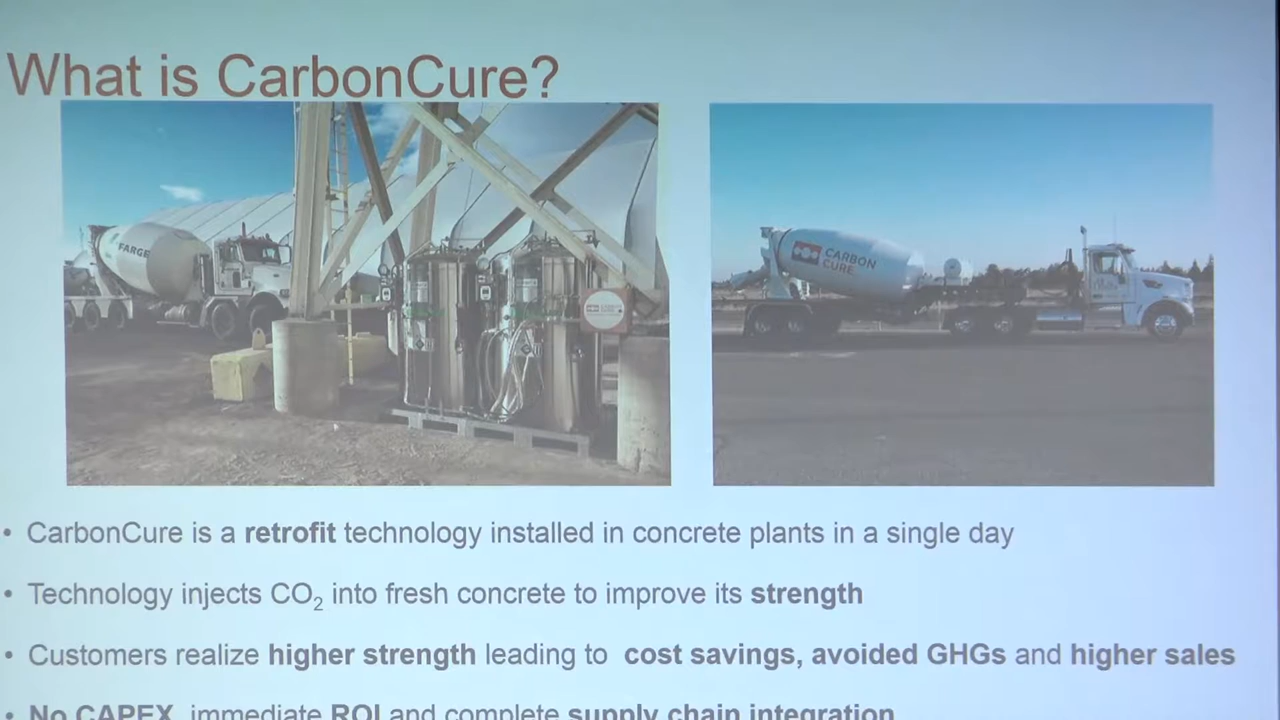 What is CarbonCure?
FARGE
CARBON
CURE
• CarbonCure is a retrofit technology installed in concrete plants in a single day
• Technology injects CO₂ into fresh concrete to improve its strength
• Customers realize higher strength leading to cost savings, avoided GHGs and higher sales
• No CAPEX, immediate ROI and complete supply chain integration